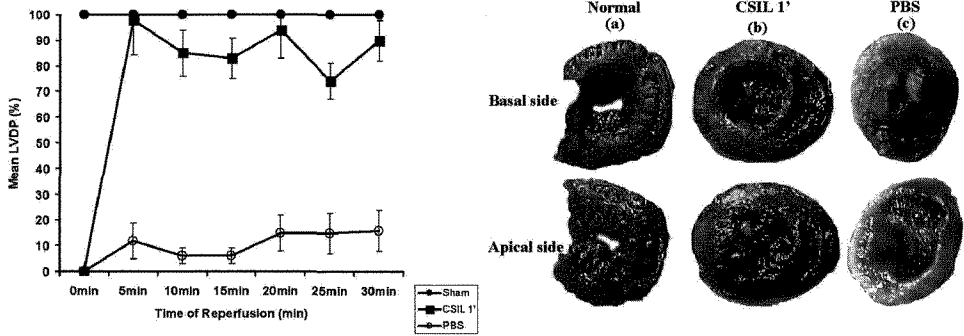 100
90
80
70
60
50
40
30
20
10
0
Mean LVDP (%)
0min 5min 10min 15min 20min 25min 30min
Time of Reperfusion (min)
Sham
CSIL 1'
PBS
Normal CSIL 1' PBS
(a) (b) (c)
Basal side
Apical side